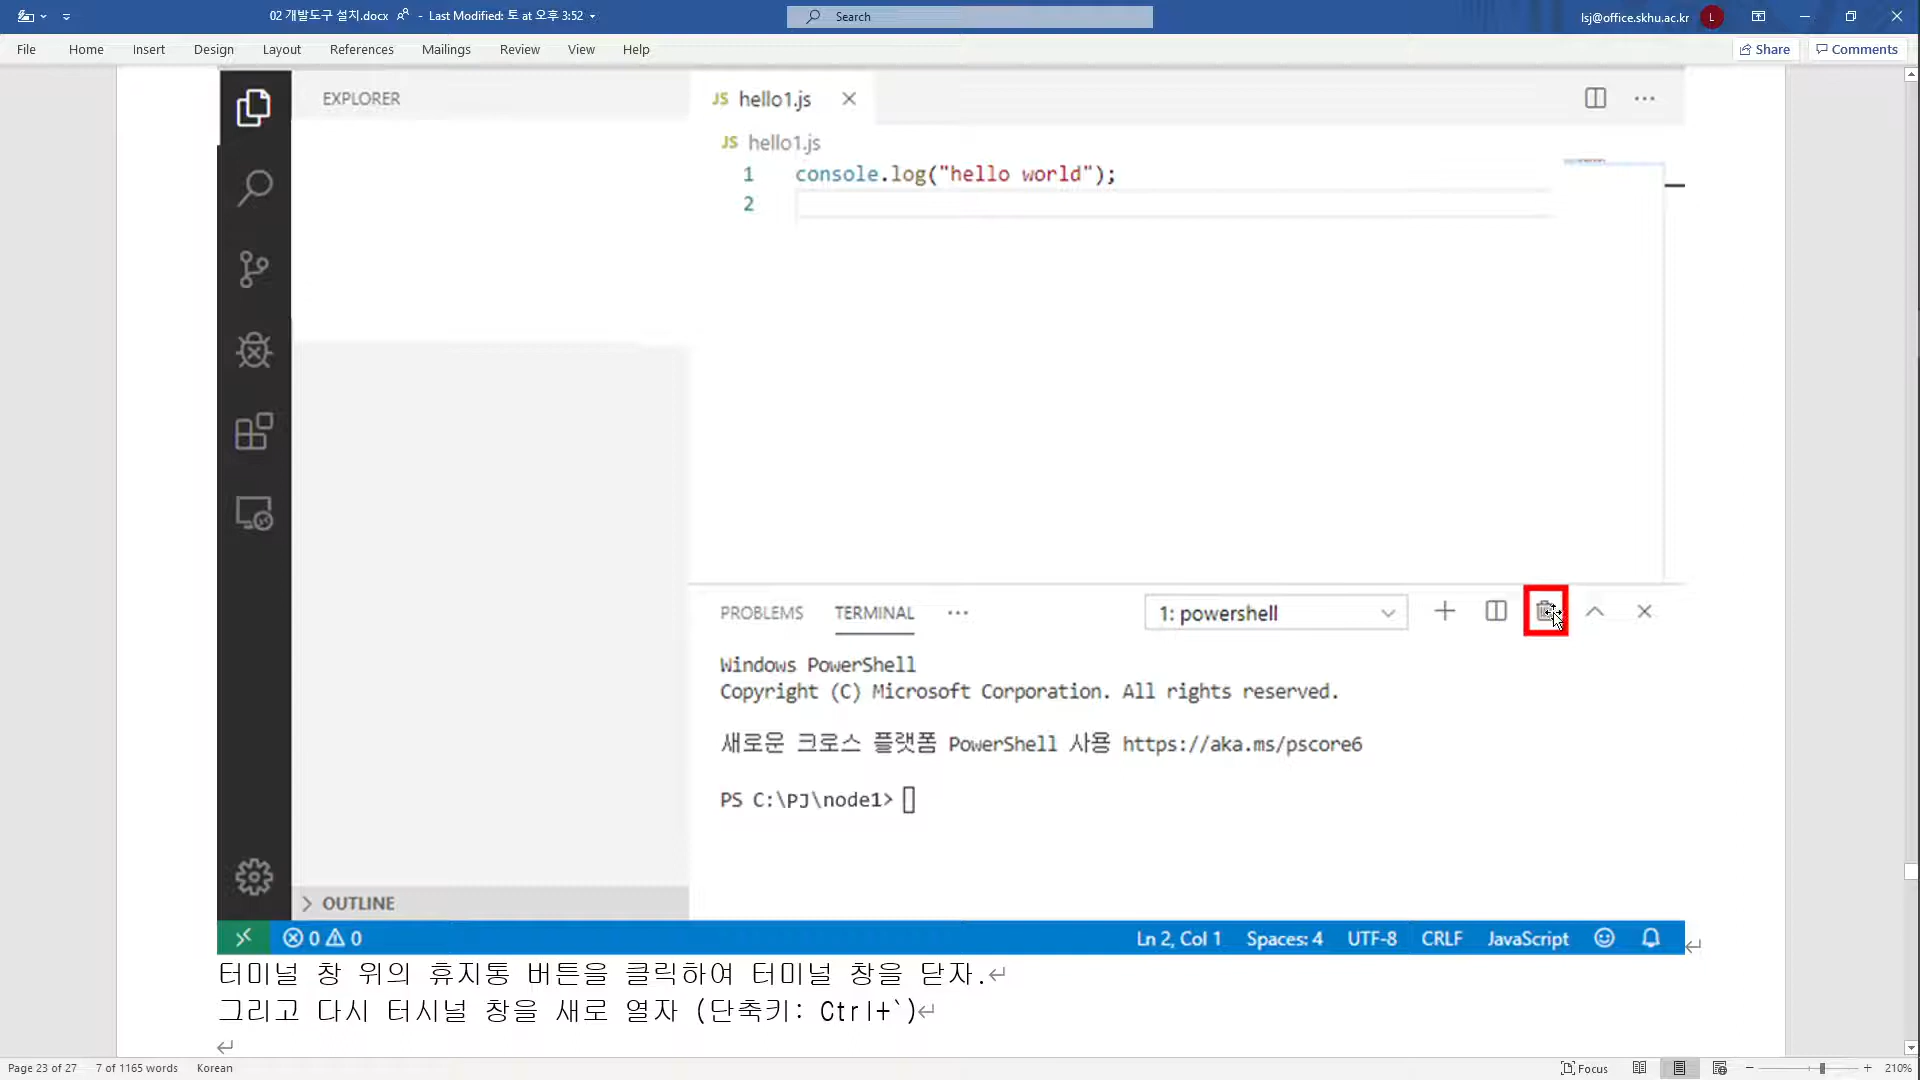 02 개발도구 설치.docx - Last Modified: 토 at 오후 3:52
Search
lsj@office.skhu.ac.kr L
File Home Insert Design Layout References Mailings Review View Help Share Comments
EXPLORER
JS hello1.js
JS hello1.js
1 console.log("hello world");
2
PROBLEMS TERMINAL ··· 1: powershell
Windows PowerShell
Copyright (C) Microsoft Corporation. All rights reserved.
새로운 크로스 플랫폼 PowerShell 사용 https://aka.ms/pscore6
PS C:\PJ\node1>
OUTLINE
0 0 Ln 2, Col 1 Spaces: 4 UTF-8 CRLF JavaScript
터미널 창 위의 휴지통 버튼을 클릭하여 터미널 창을 닫자.
그리고 다시 터시널 창을 새로 열자 (단축키: Ctrl+`)
Page 23 of 27 7 of 1165 words Korean Focus 210%